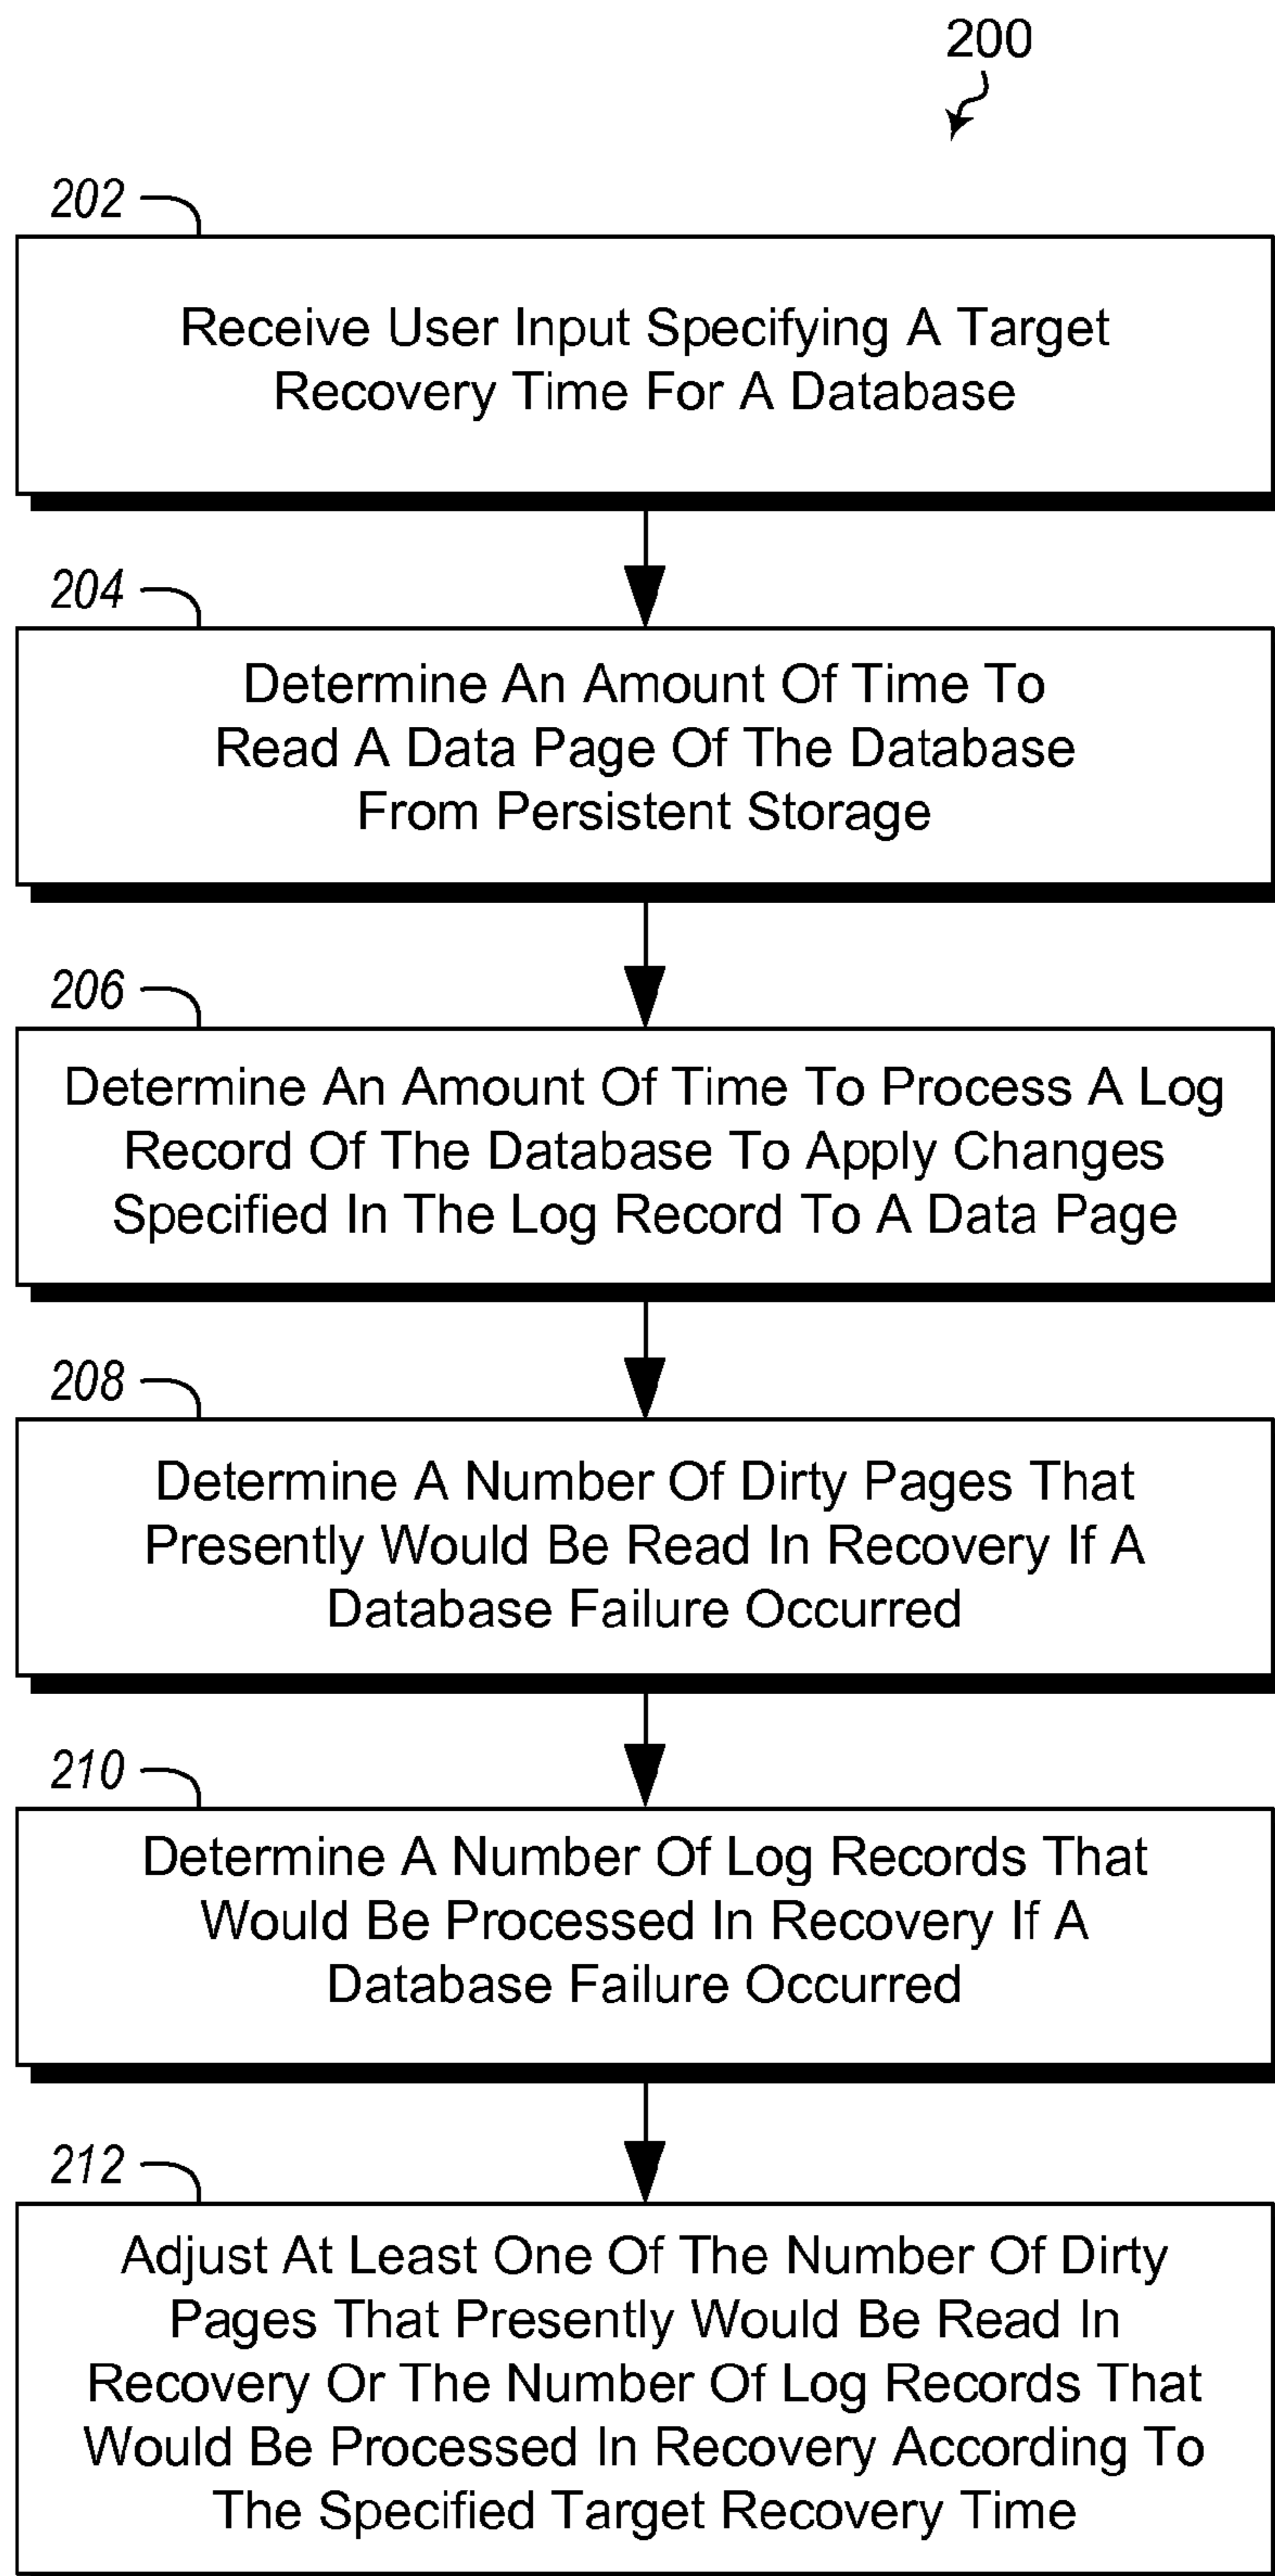 200
202
Receive User Input Specifying A Target
Recovery Time For A Database
204
Determine An Amount Of Time To
Read A Data Page Of The Database
From Persistent Storage
206
Determine An Amount Of Time To Process A Log
Record Of The Database To Apply Changes
Specified In The Log Record To A Data Page
208
Determine A Number Of Dirty Pages That
Presently Would Be Read In Recovery If A
Database Failure Occurred
210
Determine A Number Of Log Records That
Would Be Processed In Recovery If A
Database Failure Occurred
212
Adjust At Least One Of The Number Of Dirty
Pages That Presently Would Be Read In
Recovery Or The Number Of Log Records That
Would Be Processed In Recovery According To
The Specified Target Recovery Time